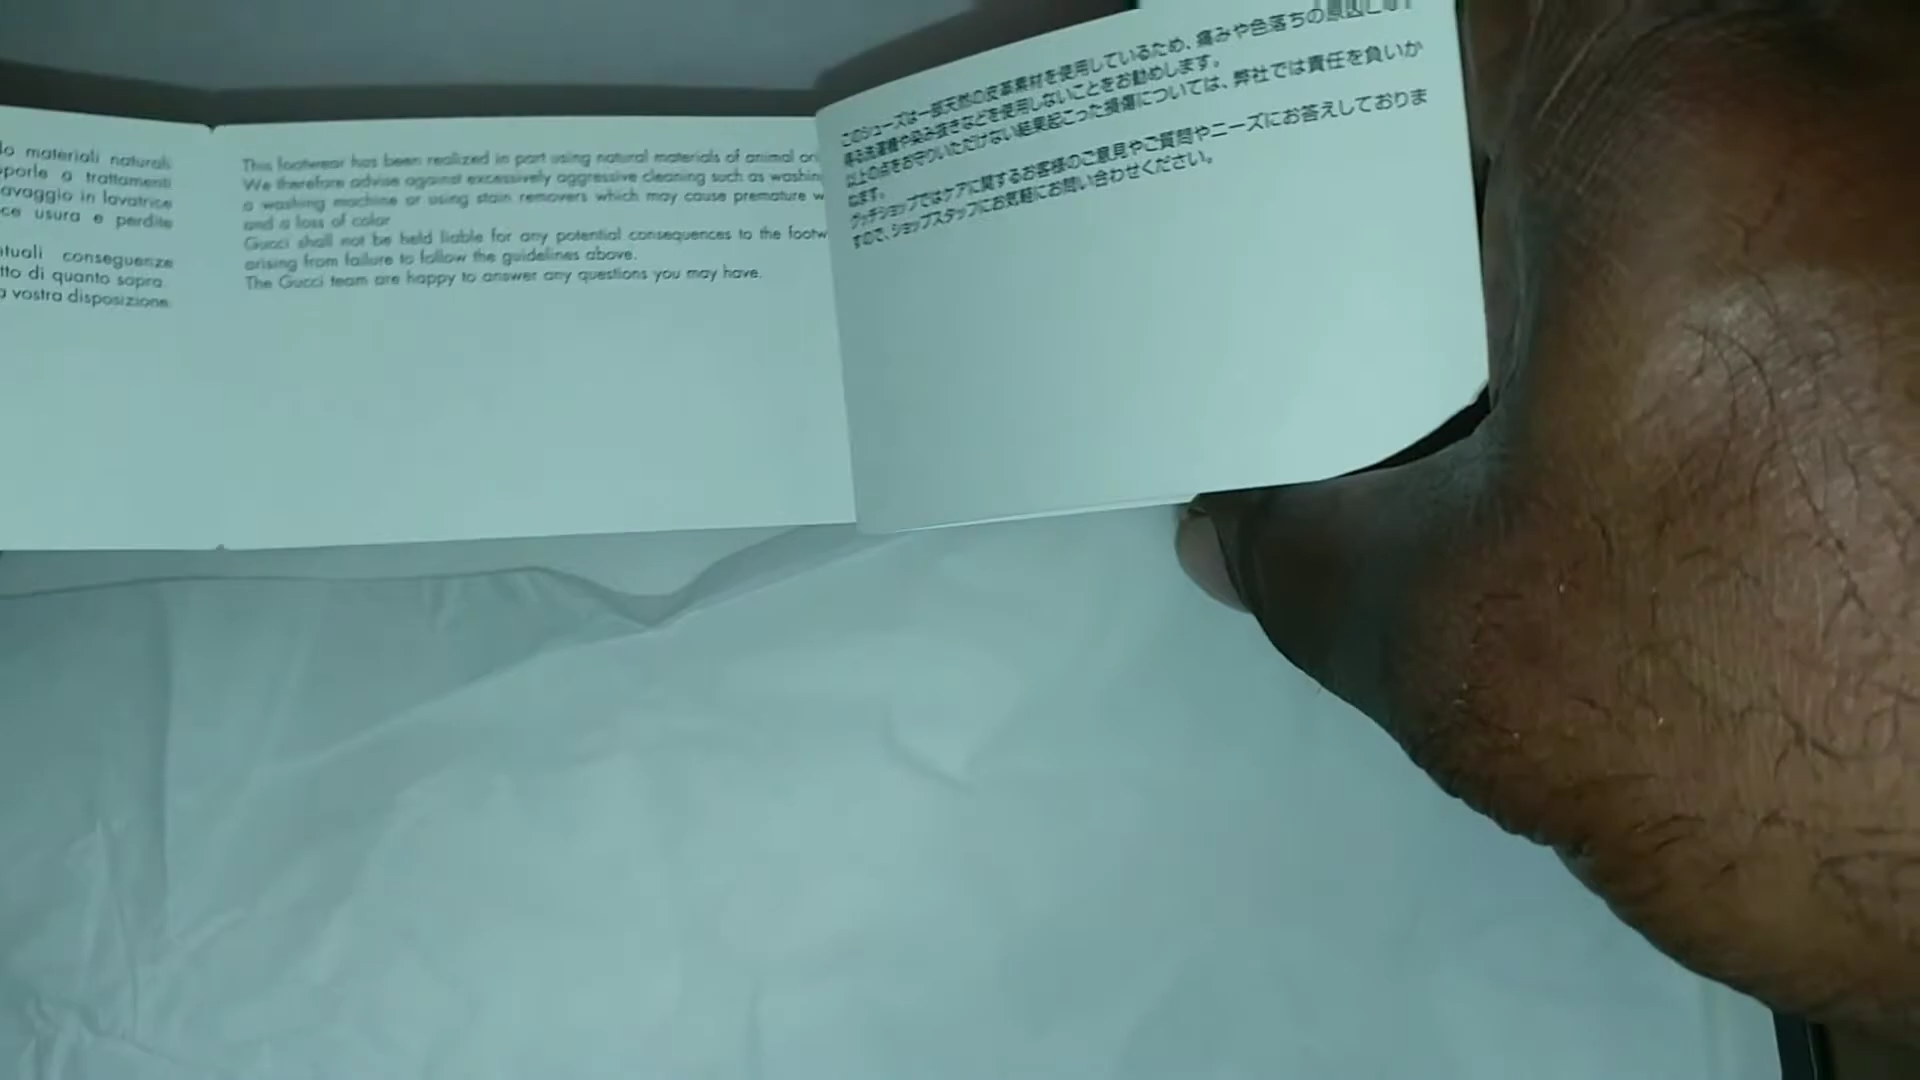 lo materiali naturali
porle a trattamenti
avaggio in lavatrice
ce usura e perdite
tuali conseguenze
tto di quanto sopra.
a vostra disposizione.
This footwear has been realized in part using natural materials of animal ori
We therefore advise against excessively aggressive cleaning such as washin
a washing machine or using stain removers which may cause premature w
and a loss of color
Gucci shall not be held liable for any potential consequences to the footw
arising from failure to follow the guidelines above.
The Gucci team are happy to answer any questions you may have.
このシューズは一部天然の皮革素材を使用しているため、痛みや色落ちの原因とな
得る洗濯機や染み抜きなどを使用しないことをお勧めします。
以上の点をお守りいただけない結果起こった損傷については、弊社では責任を負いか
ねます。
グッチショップではケアに関するお客様のご意見やご質問やニーズにお答えしておりま
すので、ショップスタッフにお気軽にお問い合わせください。